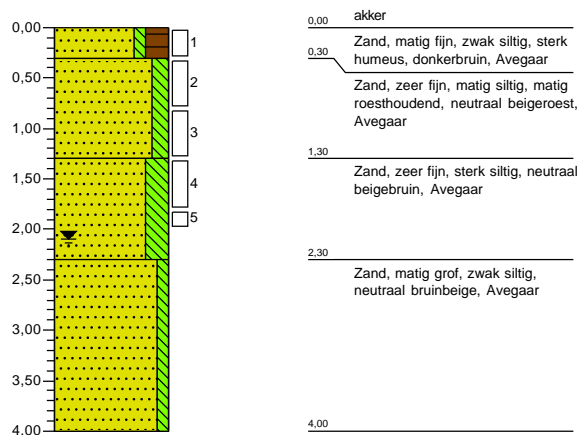 0,00
0,50
1,00
1,50
2,00
2,50
3,00
3,50
4,00
1
2
3
4
5
0,00
akker
Zand, matig fijn, zwak siltig, sterk
humeus, donkerbruin, Avegaar
0,30
Zand, zeer fijn, matig siltig, matig
roesthoudend, neutraal beigeroest,
Avegaar
1,30
Zand, zeer fijn, sterk siltig, neutraal
beigebruin, Avegaar
2,30
Zand, matig grof, zwak siltig,
neutraal bruinbeige, Avegaar
4,00